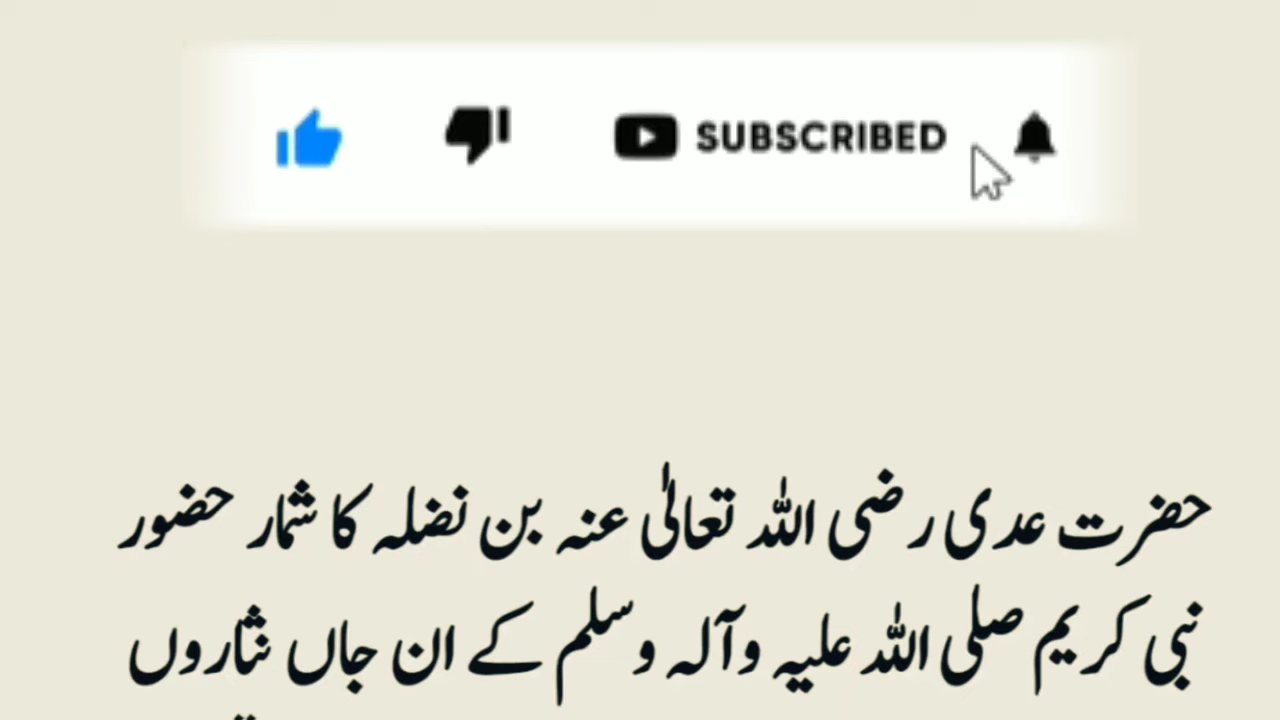 SUBSCRIBED
حضرت عدی رضی اللہ تعالیٰ عنہ بن نضلہ کا شمار حضور
نبی کریم صلی اللہ علیہ وآلہ وسلم کے ان جاں نثاروں